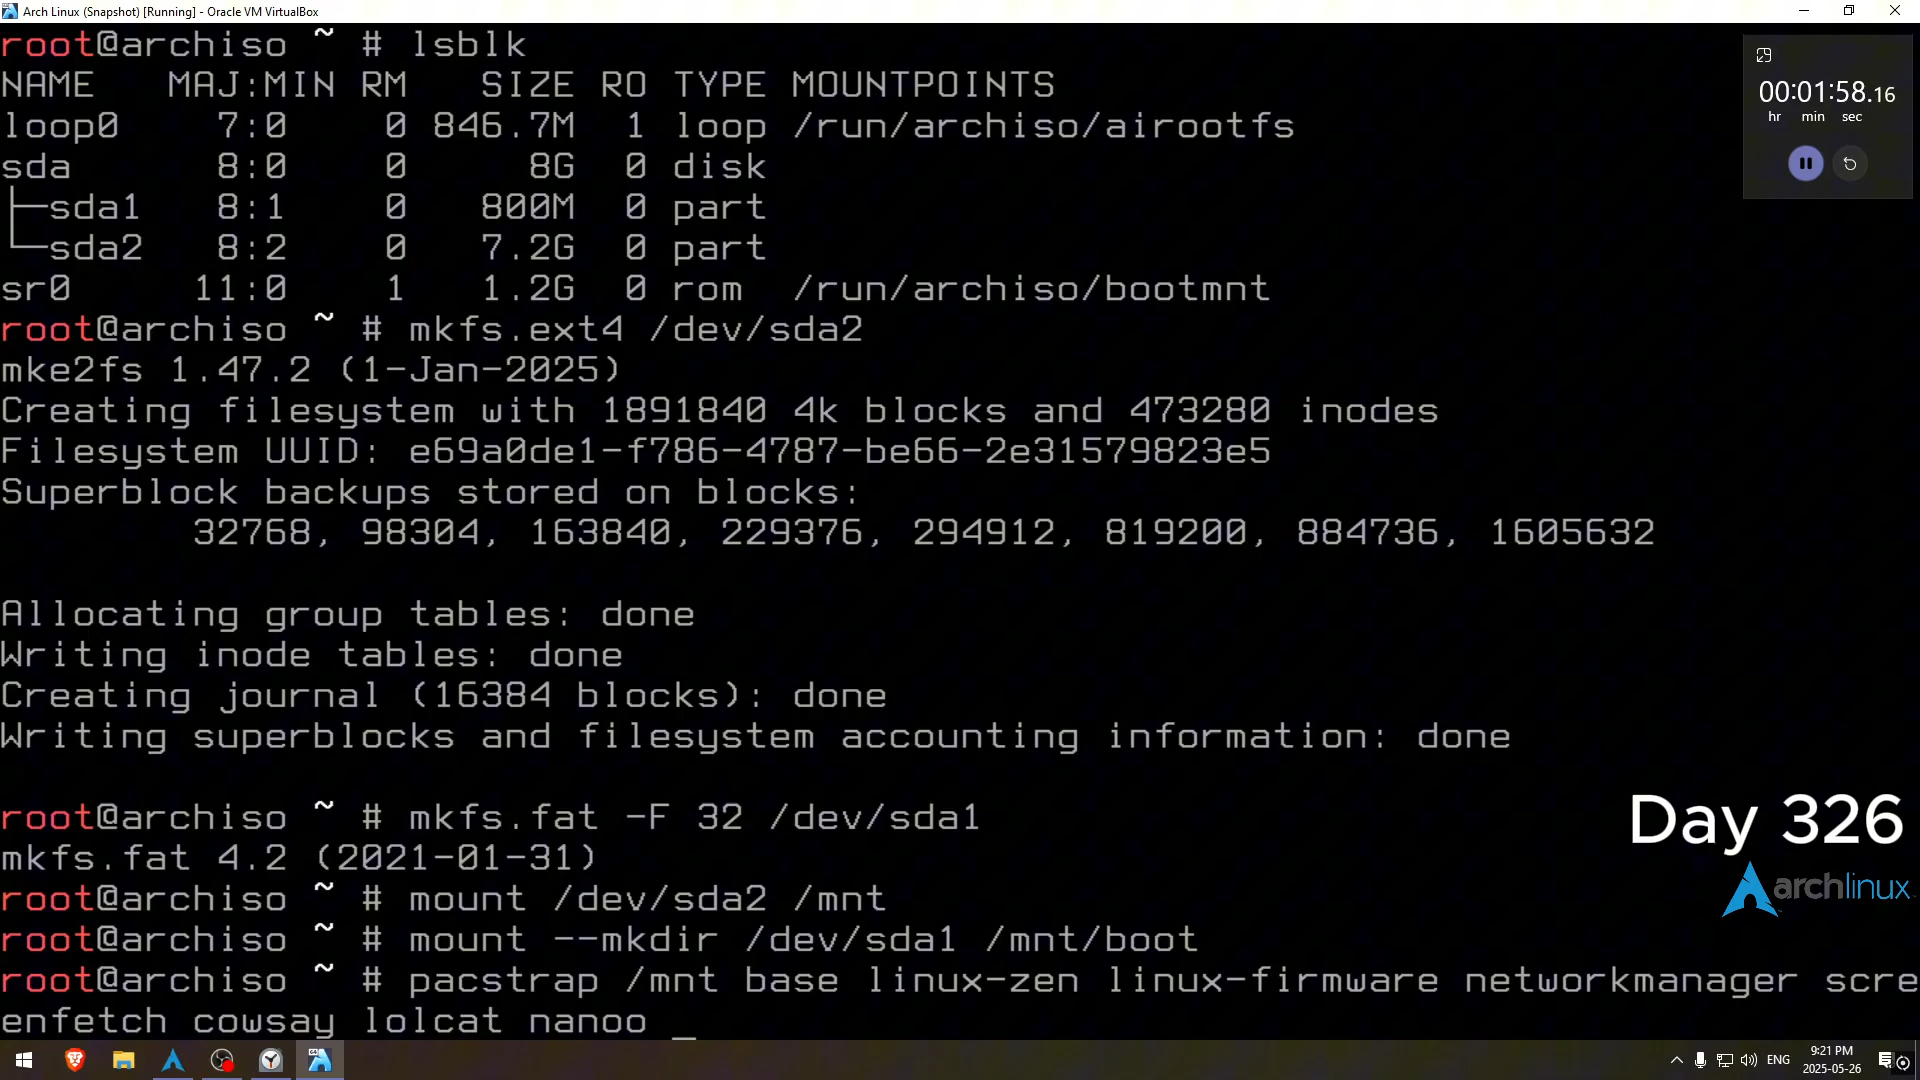 Arch Linux (Snapshot) [Running] - Oracle VM VirtualBox
root@archiso ~ # lsblk
NAME MAJ:MIN RM SIZE RO TYPE MOUNTPOINTS
loop0 7:0 0 846.7M 1 loop /run/archiso/airootfs
sda 8:0 0 8G 0 disk
├─sda1 8:1 0 800M 0 part
└─sda2 8:2 0 7.2G 0 part
sr0 11:0 1 1.2G 0 rom /run/archiso/bootmnt
root@archiso ~ # mkfs.ext4 /dev/sda2
mke2fs 1.47.2 (1-Jan-2025)
Creating filesystem with 1891840 4k blocks and 473280 inodes
Filesystem UUID: e69a0de1-f786-4787-be66-2e31579823e5
Superblock backups stored on blocks:
32768, 98304, 163840, 229376, 294912, 819200, 884736, 1605632
Allocating group tables: done
Writing inode tables: done
Creating journal (16384 blocks): done
Writing superblocks and filesystem accounting information: done
root@archiso ~ # mkfs.fat -F 32 /dev/sda1
mkfs.fat 4.2 (2021-01-31)
root@archiso ~ # mount /dev/sda2 /mnt
root@archiso ~ # mount --mkdir /dev/sda1 /mnt/boot
root@archiso ~ # pacstrap /mnt base linux-zen linux-firmware networkmanager scre
enfetch cowsay lolcat nanoo _
00:01:58.16
hr min sec
Day 326
archlinux
ENG
9:21 PM
2025-05-26